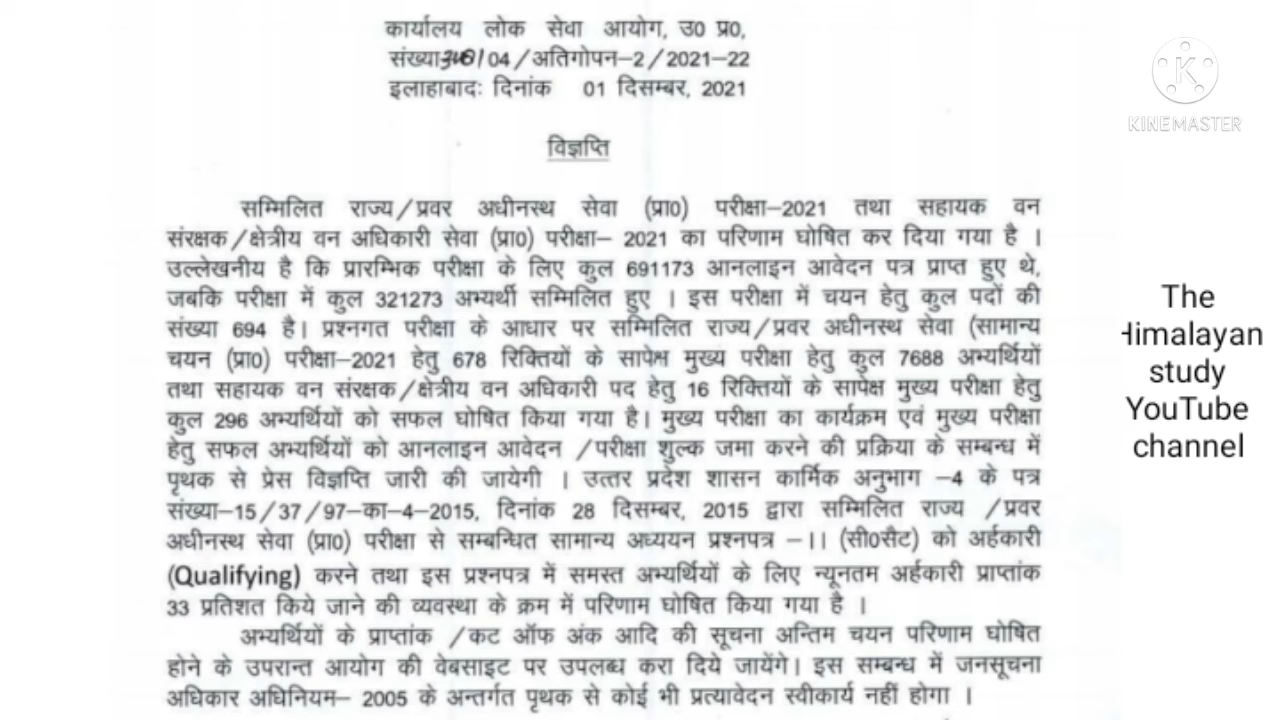 कार्यालय लोक सेवा आयोग, उ0 प्र0,
संख्या /04/अतिगोपन-2/2021-22
इलाहाबादः दिनांक 01 दिसम्बर, 2021
विज्ञप्ति
सम्मिलित राज्य/प्रवर अधीनस्थ सेवा (प्रा0) परीक्षा-2021 तथा सहायक वन
संरक्षक/क्षेत्रीय वन अधिकारी सेवा (प्रा0) परीक्षा- 2021 का परिणाम घोषित कर दिया गया है ।
उल्लेखनीय है कि प्रारम्भिक परीक्षा के लिए कुल 691173 आनलाइन आवेदन पत्र प्राप्त हुए थे,
जबकि परीक्षा में कुल 321273 अभ्यर्थी सम्मिलित हुए । इस परीक्षा में चयन हेतु कुल पदों की
संख्या 694 है। प्रश्नगत परीक्षा के आधार पर सम्मिलित राज्य/प्रवर अधीनस्थ सेवा (सामान्य
चयन (प्रा0) परीक्षा-2021 हेतु 678 रिक्तियों के सापेक्ष मुख्य परीक्षा हेतु कुल 7688 अभ्यर्थियों
तथा सहायक वन संरक्षक/क्षेत्रीय वन अधिकारी पद हेतु 16 रिक्तियों के सापेक्ष मुख्य परीक्षा हेतु
कुल 296 अभ्यर्थियों को सफल घोषित किया गया है। मुख्य परीक्षा का कार्यक्रम एवं मुख्य परीक्षा
हेतु सफल अभ्यर्थियों को आनलाइन आवेदन /परीक्षा शुल्क जमा करने की प्रक्रिया के सम्बन्ध में
पृथक से प्रेस विज्ञप्ति जारी की जायेगी । उत्तर प्रदेश शासन कार्मिक अनुभाग -4 के पत्र
संख्या-15/37/97-का-4-2015, दिनांक 28 दिसम्बर, 2015 द्वारा सम्मिलित राज्य /प्रवर
अधीनस्थ सेवा (प्रा0) परीक्षा से सम्बन्धित सामान्य अध्ययन प्रश्नपत्र -।। (सी0सैट) को अर्हकारी
(Qualifying) करने तथा इस प्रश्नपत्र में समस्त अभ्यर्थियों के लिए न्यूनतम अर्हकारी प्राप्तांक
33 प्रतिशत किये जाने की व्यवस्था के क्रम में परिणाम घोषित किया गया है ।
अभ्यर्थियों के प्राप्तांक /कट ऑफ अंक आदि की सूचना अन्तिम चयन परिणाम घोषित
होने के उपरान्त आयोग की वेबसाइट पर उपलब्ध करा दिये जायेंगे। इस सम्बन्ध में जनसूचना
अधिकार अधिनियम- 2005 के अन्तर्गत पृथक से कोई भी प्रत्यावेदन स्वीकार्य नहीं होगा ।
K
KINEMASTER
The
Himalayan
study
YouTube
channel